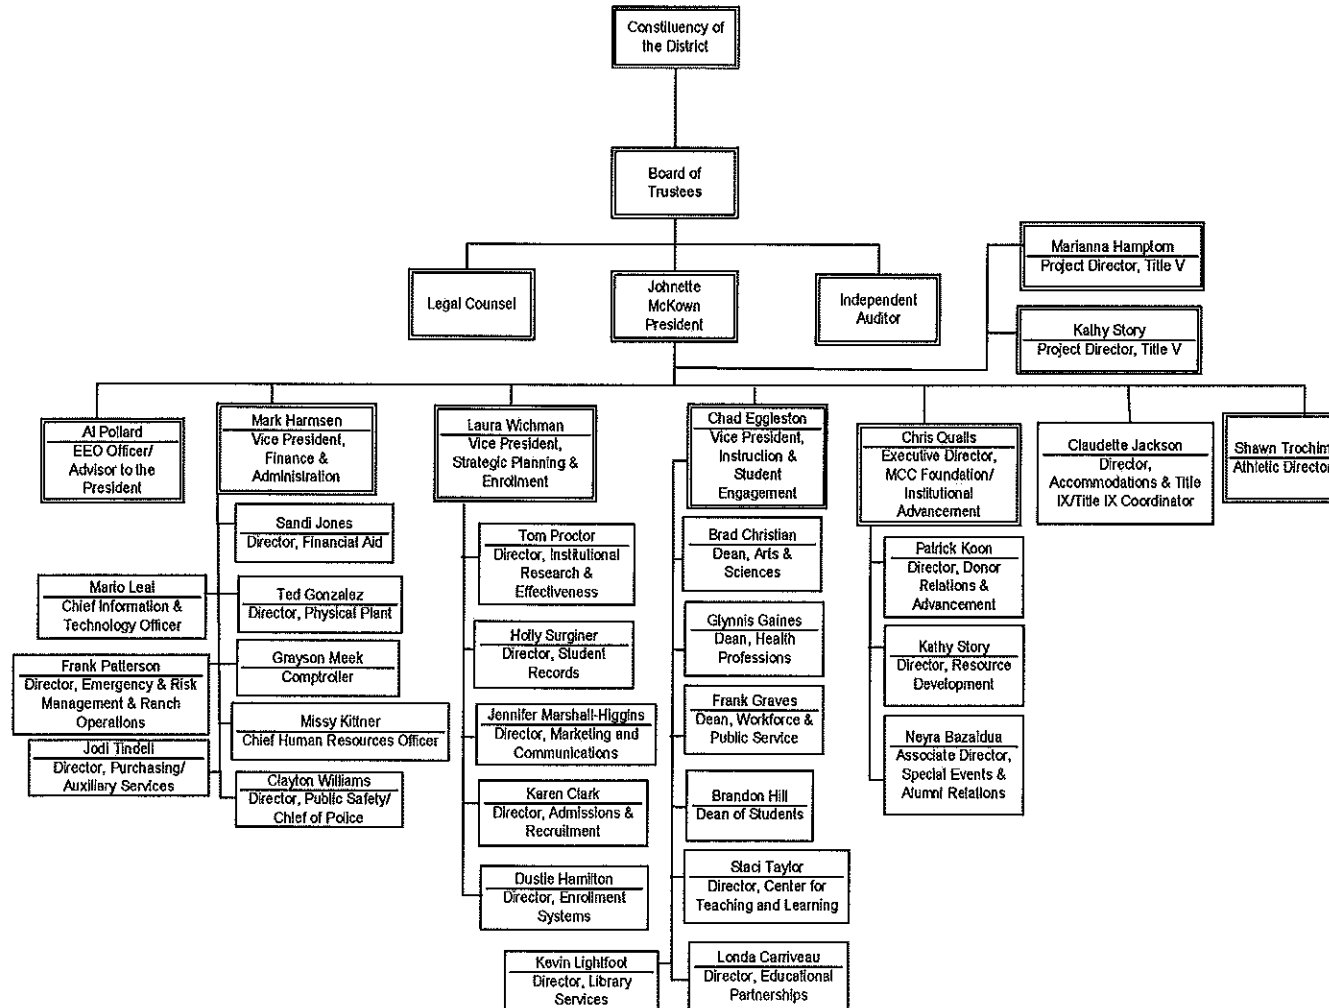 Constiuency of
the District
Board of
Trustees
Legal Counsel
Johnette
McKown
President
Independent
Auditor
Marianna Hamptom
Project Director, Title V
Kathy Story
Project Director, Title V
Al Pollard
EEO Officer/
Advisor to the
President
Mark Harmsen
Vice President,
Finance &
Administration
Sandi Jones
Director, Financial Aid
Mario Leal
Chief Information &
Technology Officer
Ted Gonzalez
Director, Physical Plant
Frank Patterson
Director, Emergency & Risk
Management & Ranch
Operations
Grayson Meek
Comptroller
Missy Kittner
Chief Human Resources Officer
Jodi Tindell
Director, Purchasing/
Auxiliary Services
Clayton Williams
Director, Public Safety/
Chief of Police
Laura Wichman
Vice President,
Strategic Planning &
Enrollment
Tom Proctor
Director, Institutional
Research &
Effectiveness
Holly Surginer
Director, Student
Records
Jennifer Marshall-Higgins
Director, Marketing and
Communications
Karen Clark
Director, Admissions &
Recruitment
Dustie Hamilton
Director, Enrollment
Systems
Chad Eggleston
Vice President,
Instruction &
Student
Engagement
Brad Christian
Dean, Arts &
Sciences
Glynnis Gaines
Dean, Health
Professions
Frank Graves
Dean, Workforce &
Public Service
Brandon Hill
Dean of Students
Staci Taylor
Director, Center for
Teaching and Learning
Kevin Lightfoot
Director, Library
Services
Londa Carriveau
Director, Educational
Partnerships
Chris Qualls
Executive Director,
MCC Foundation/
Institutional
Advancement
Patrick Koon
Director, Donor
Relations &
Advancement
Kathy Story
Director, Resource
Development
Neyra Bazaldua
Associate Director,
Special Events &
Alumni Relations
Claudette Jackson
Director,
Accommodations & Title
IX/Title IX Coordinator
Shawn Trochim
Athletic Director